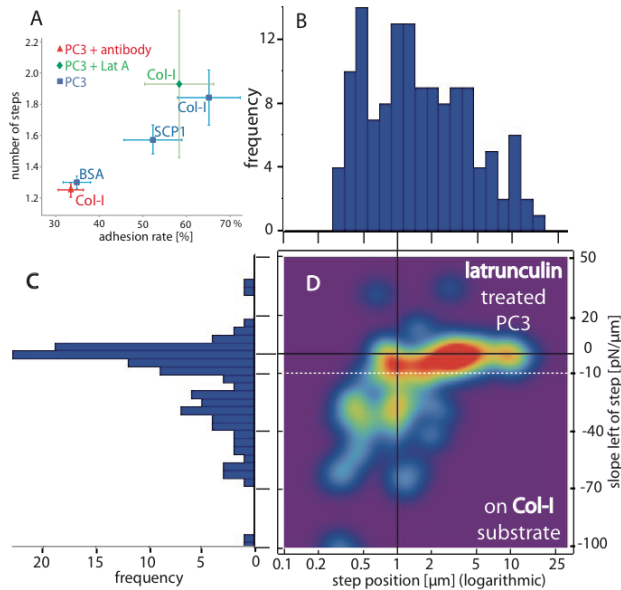 A
2.2
2.0
1.8
1.6
1.4
1.2
number of steps
PC3 + antibody
PC3 + Lat A
PC3
Col-I
Col-I
SCP1
BSA
Col-I
30 40 50 60 70 %
adhesion rate [%]
B
12
8
4
0
frequency
C
20 15 10 5 0
frequency
D
latrunculin
treated
PC3
on Col-I
substrate
50
20
0
-10
-40
-70
-100
slope left of step [pN/µm]
0.1 0.2 0.5 1 2 5 10 25
step position [µm] (logarithmic)